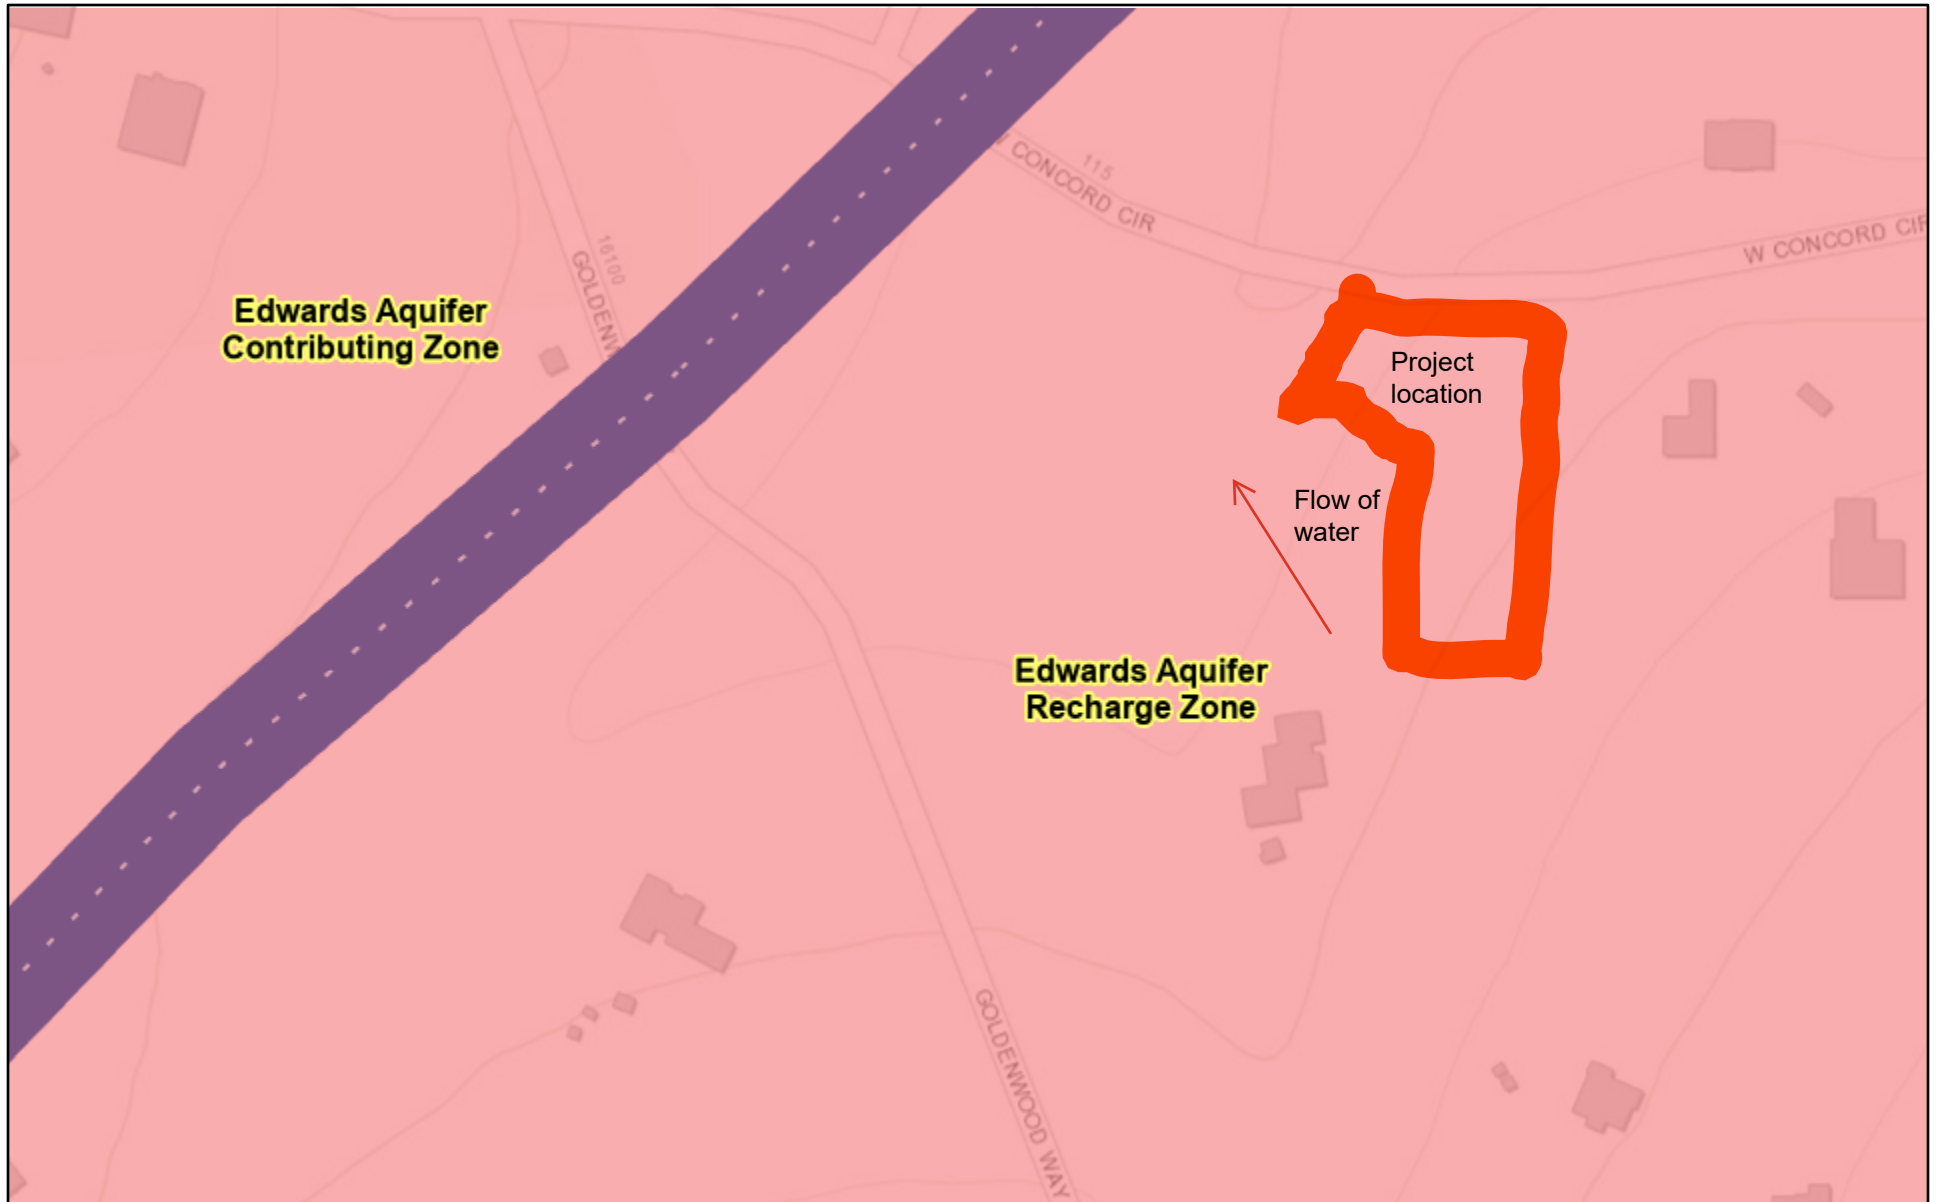 115
W CONCORD CIR
W CONCORD CIR
16100
GOLDENW
Edwards Aquifer
Contributing Zone
Project
location
Flow of
water
Edwards Aquifer
Recharge Zone
GOLDENWOOD WAY